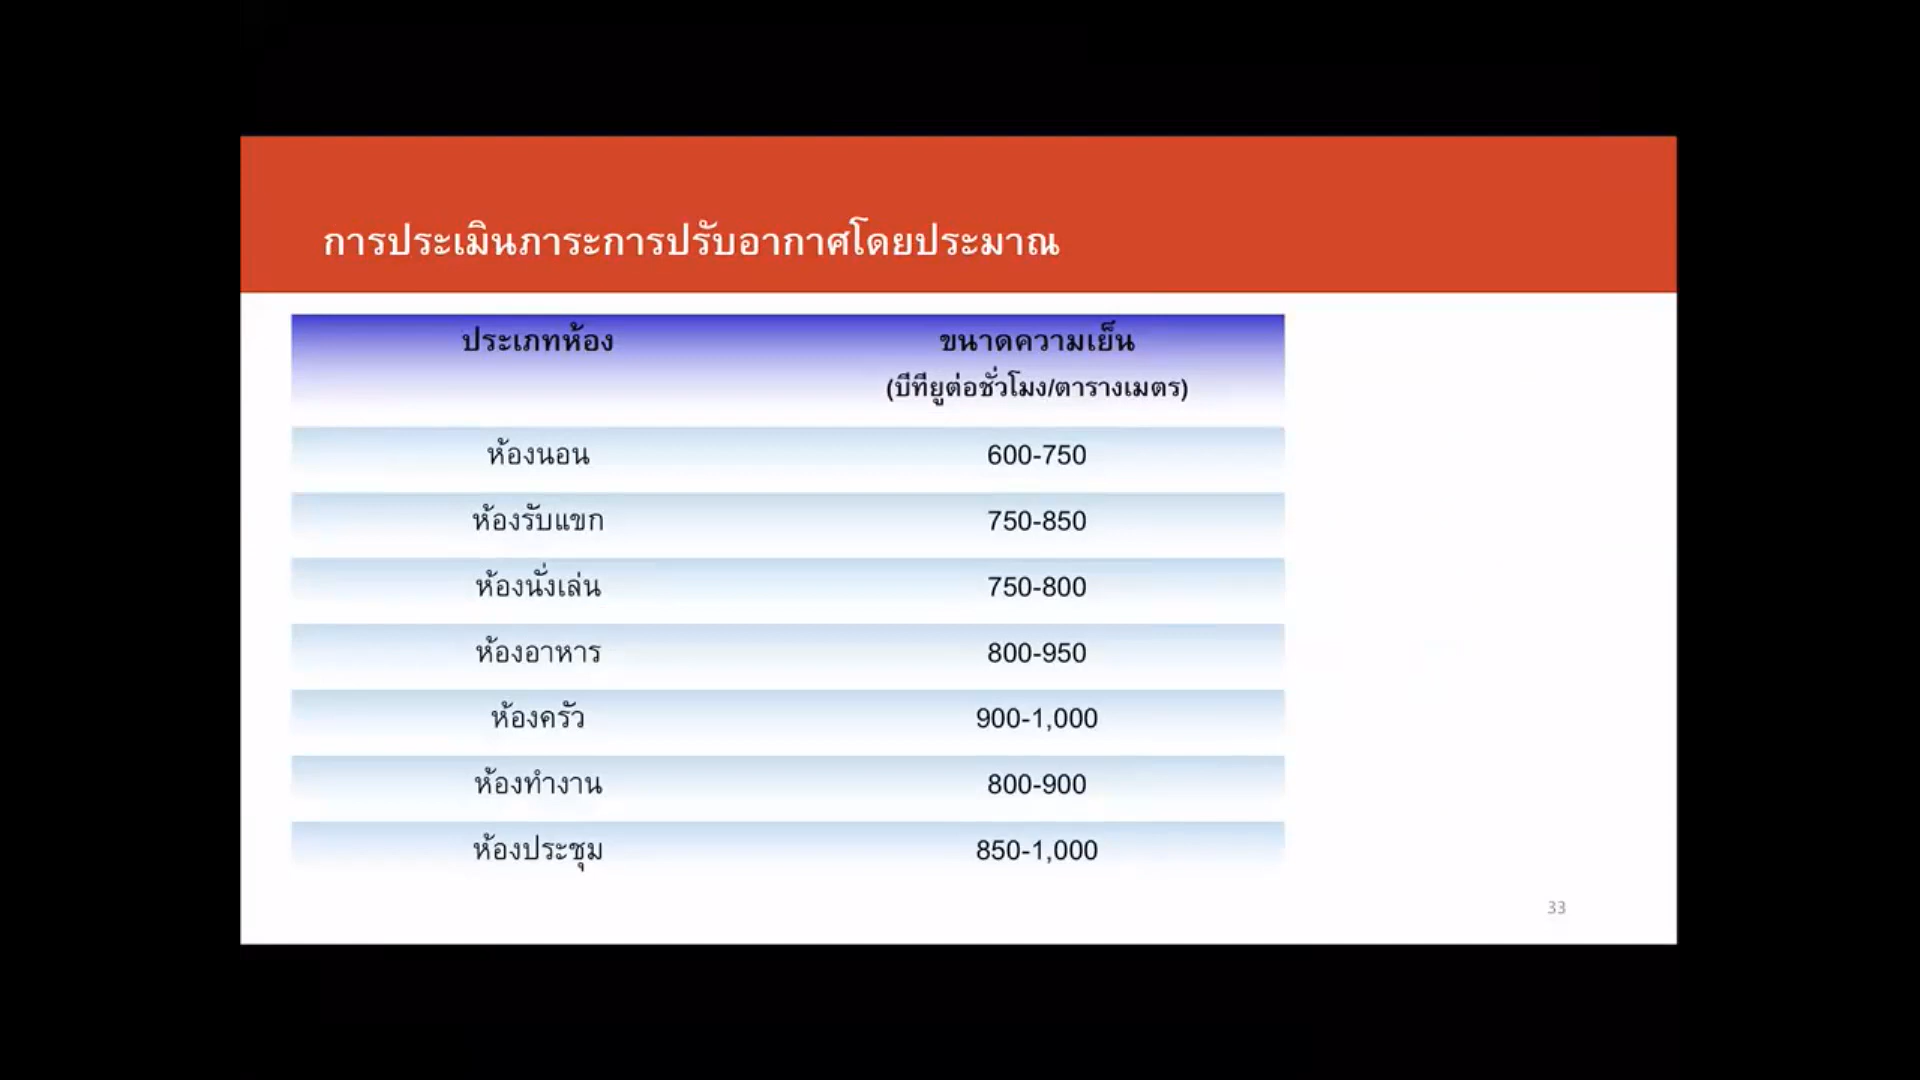 การประเมินภาระการปรับอากาศโดยประมาณ
ประเภทห้อง ขนาดความเย็น
(บีทียูต่อชั่วโมง/ตารางเมตร)
ห้องนอน 600-750
ห้องรับแขก 750-850
ห้องนั่งเล่น 750-800
ห้องอาหาร 800-950
ห้องครัว 900-1,000
ห้องทำงาน 800-900
ห้องประชุม 850-1,000
33